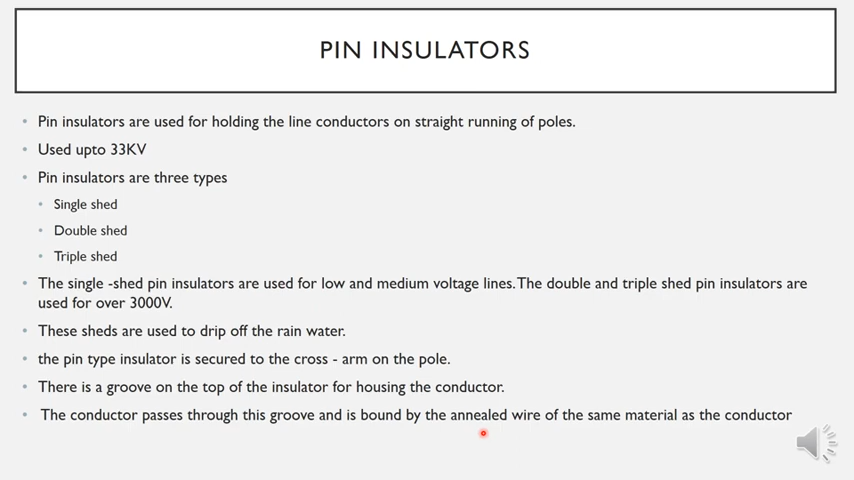 PIN INSULATORS
Pin insulators are used for holding the line conductors on straight running of poles.
Used upto 33KV
Pin insulators are three types
Single shed
Double shed
Triple shed
The single -shed pin insulators are used for low and medium voltage lines. The double and triple shed pin insulators are
used for over 3000V.
These sheds are used to drip off the rain water.
the pin type insulator is secured to the cross - arm on the pole.
There is a groove on the top of the insulator for housing the conductor.
The conductor passes through this groove and is bound by the annealed wire of the same material as the conductor